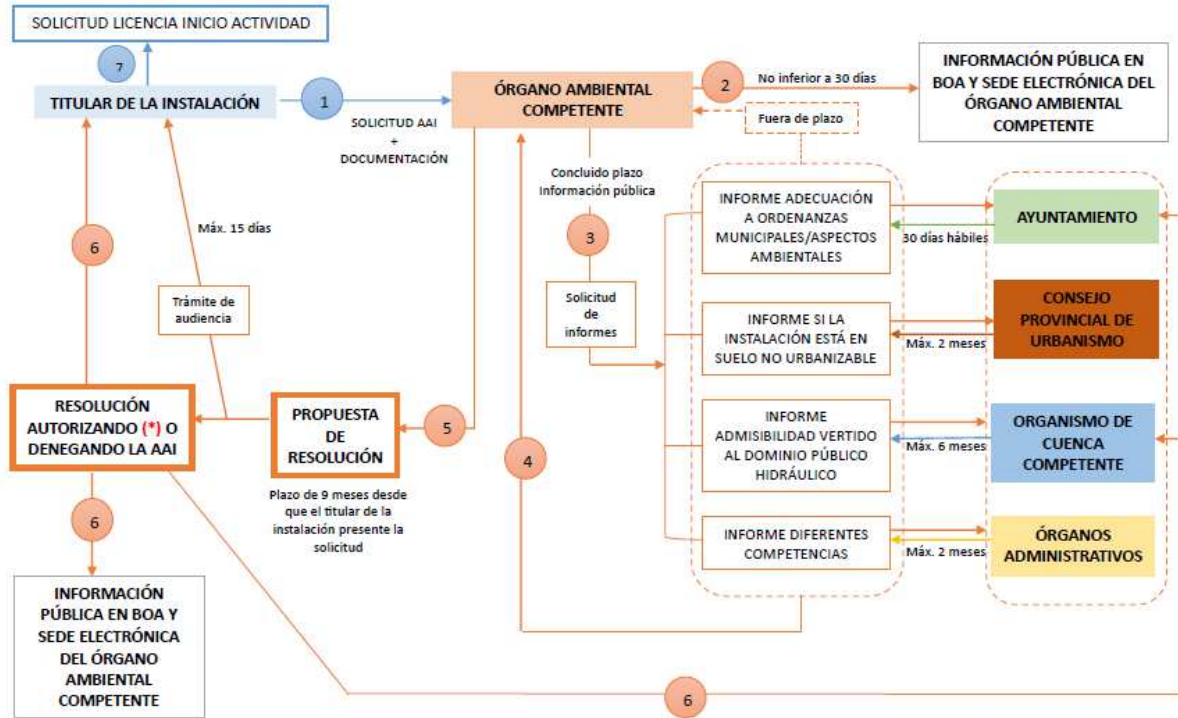 SOLICITUD LICENCIA INICIO ACTIVIDAD
7
TITULAR DE LA INSTALACIÓN
1
SOLICITUD AAI
+
DOCUMENTACIÓN
ÓRGANO AMBIENTAL
COMPETENTE
2
No inferior a 30 días
INFORMACIÓN PÚBLICA EN
BOA Y SEDE ELECTRÓNICA DEL
ÓRGANO AMBIENTAL
COMPETENTE
Fuera de plazo
Concluido plazo
Información pública
3
Solicitud
de
informes
INFORME ADECUACIÓN
A ORDENANZAS
MUNICIPALES/ASPECTOS
AMBIENTALES
30 días hábiles
AYUNTAMIENTO
INFORME SI LA
INSTALACIÓN ESTÁ EN
SUELO NO URBANIZABLE
Máx. 2 meses
CONSEJO
PROVINCIAL DE
URBANISMO
INFORME
ADMISIBILIDAD VERTIDO
AL DOMINIO PÚBLICO
HIDRÁULICO
Máx. 6 meses
ORGANISMO DE
CUENCA
COMPETENTE
INFORME DIFERENTES
COMPETENCIAS
Máx. 2 meses
ÓRGANOS
ADMINISTRATIVOS
4
5
PROPUESTA
DE
RESOLUCIÓN
Plazo de 9 meses desde
que el titular de la
instalación presente la
solicitud
Máx. 15 días
Trámite de
audiencia
6
RESOLUCIÓN
AUTORIZANDO (*) O
DENEGANDO LA AAI
6
INFORMACIÓN
PÚBLICA EN BOA Y
SEDE ELECTRÓNICA
DEL ÓRGANO
AMBIENTAL
COMPETENTE
6